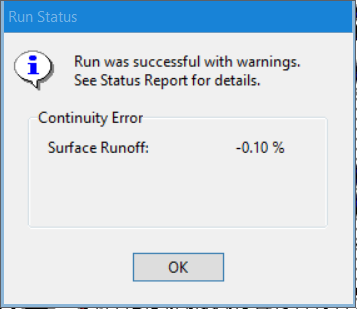 Run Status
Run was successful with warnings.
See Status Report for details.
Continuity Error
Surface Runoff: -0.10 %
OK